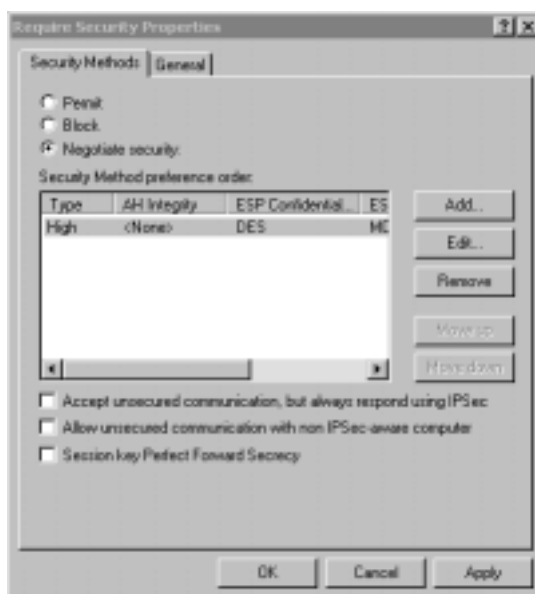 Require Security Properties
Security Methods General
Permit
Block
Negotiate security:
Security Method preference order:
Type AH Integrity ESP Confidential... ES
High <None> DES MD
Add...
Edit...
Remove
Move up
Move down
Accept unsecured communication, but always respond using IPSec
Allow unsecured communication with non IPSec-aware computer
Session key Perfect Forward Secrecy
OK Cancel Apply